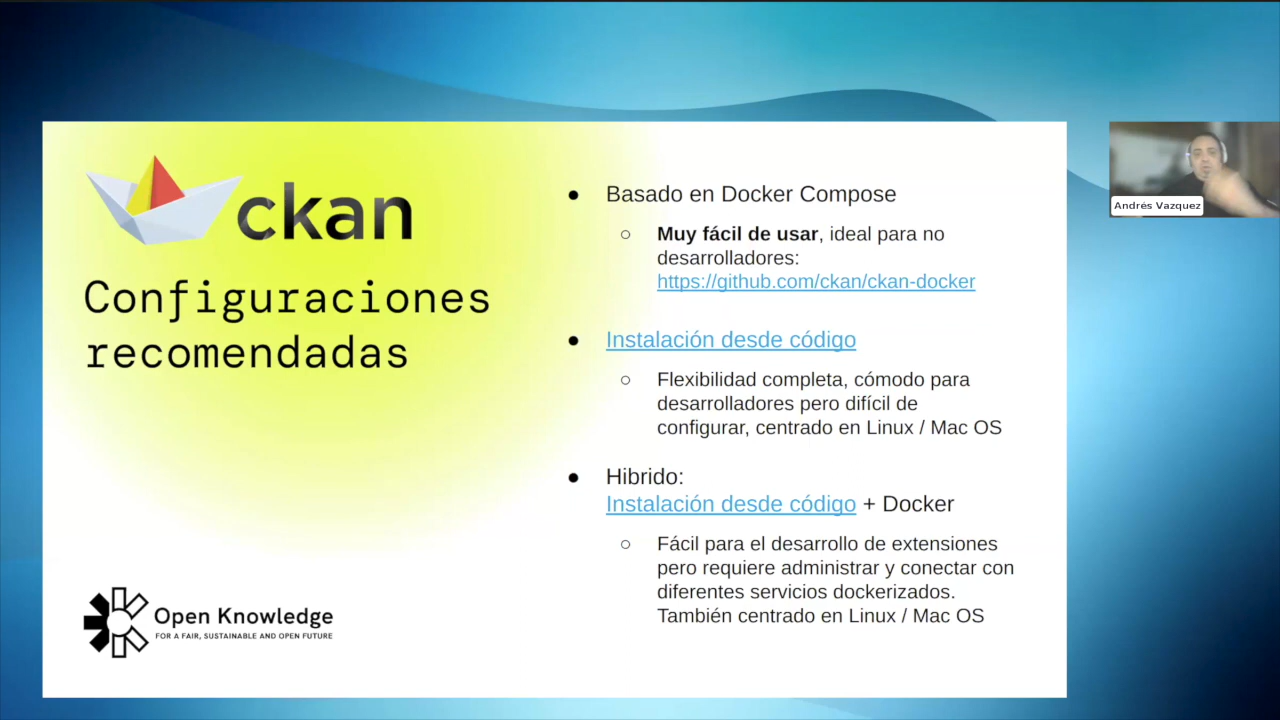 ckan
Configuraciones
recomendadas
Open Knowledge
FOR A FAIR, SUSTAINABLE AND OPEN FUTURE
● Basado en Docker Compose
○ Muy fácil de usar, ideal para no
desarrolladores:
https://github.com/ckan/ckan-docker
● Instalación desde código
○ Flexibilidad completa, cómodo para
desarrolladores pero difícil de
configurar, centrado en Linux / Mac OS
● Hibrido:
Instalación desde código + Docker
○ Fácil para el desarrollo de extensiones
pero requiere administrar y conectar con
diferentes servicios dockerizados.
También centrado en Linux / Mac OS
Andrés Vazquez